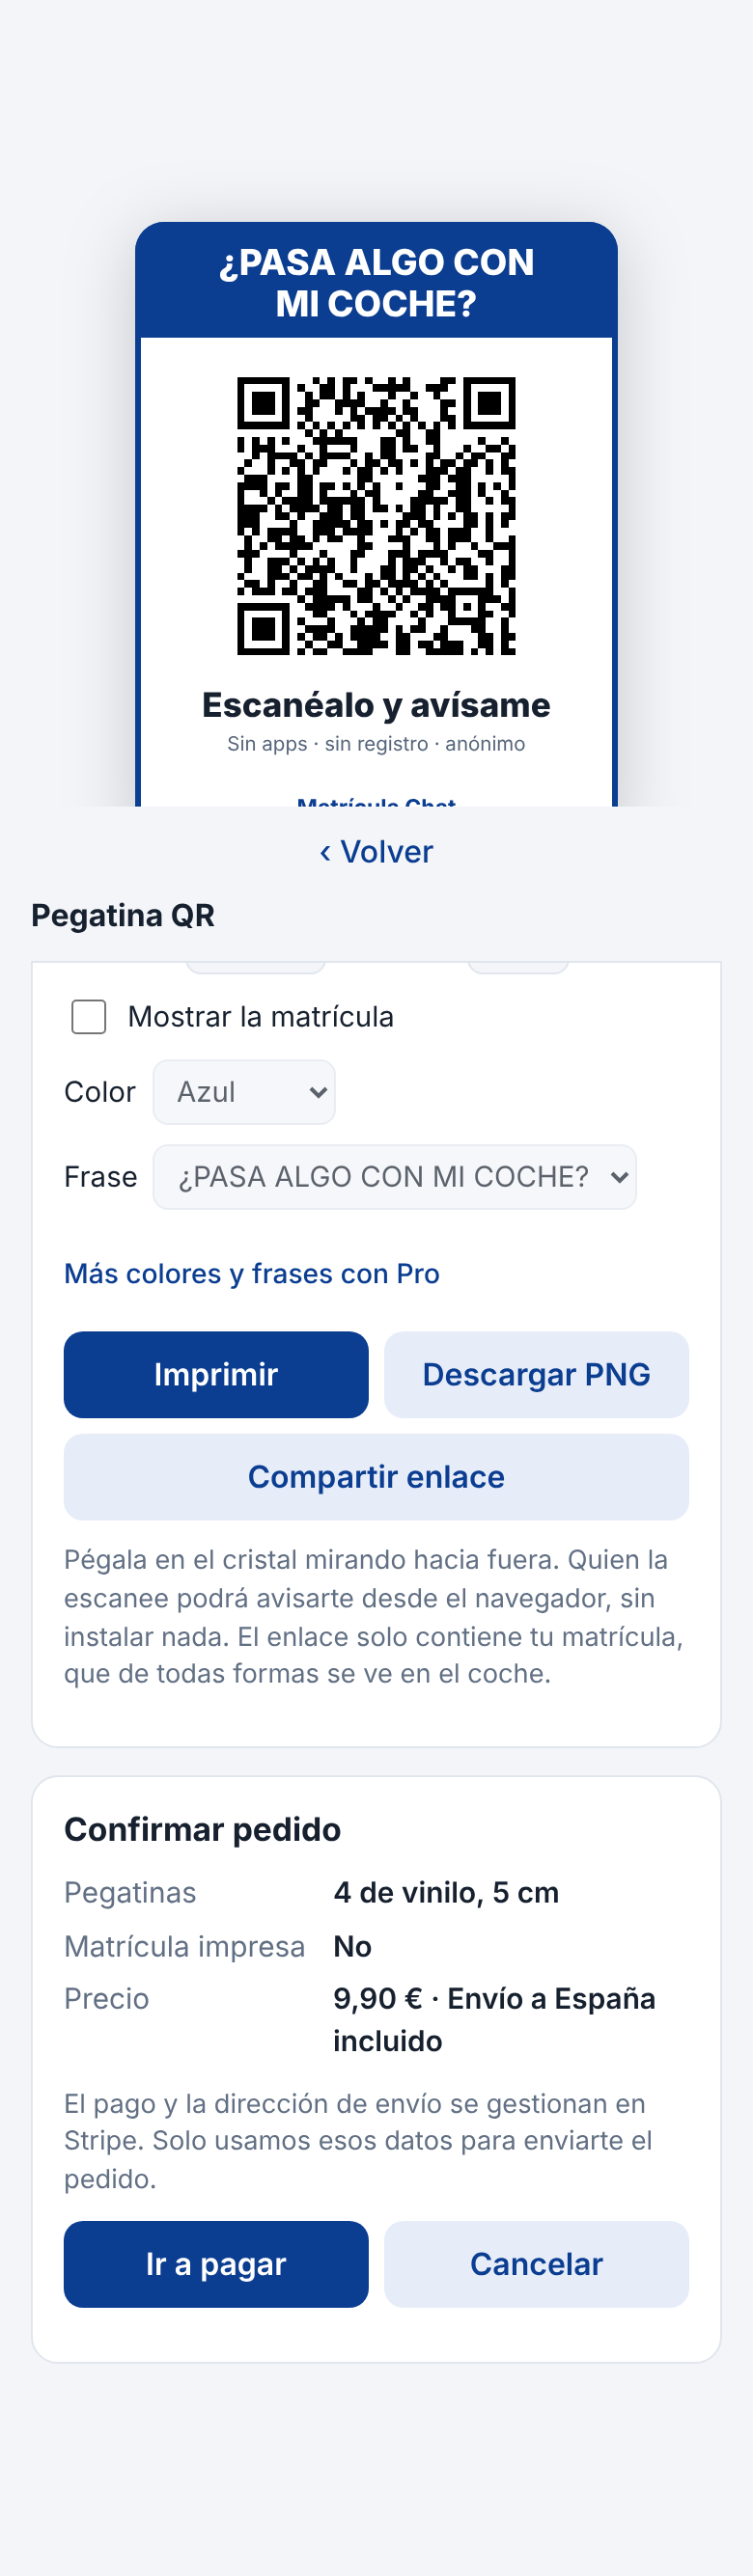 ¿PASA ALGO CON
MI COCHE?
Escanéalo y avísame
Sin apps · sin registro · anónimo
Matrícula Chat
‹ Volver
Pegatina QR
Mostrar la matrícula
Color Azul
Frase ¿PASA ALGO CON MI COCHE?
Más colores y frases con Pro
Imprimir Descargar PNG
Compartir enlace
Pégala en el cristal mirando hacia fuera. Quien la
escanee podrá avisarte desde el navegador, sin
instalar nada. El enlace solo contiene tu matrícula,
que de todas formas se ve en el coche.
Confirmar pedido
Pegatinas 4 de vinilo, 5 cm
Matrícula impresa No
Precio 9,90 € · Envío a España
incluido
El pago y la dirección de envío se gestionan en
Stripe. Solo usamos esos datos para enviarte el
pedido.
Ir a pagar Cancelar